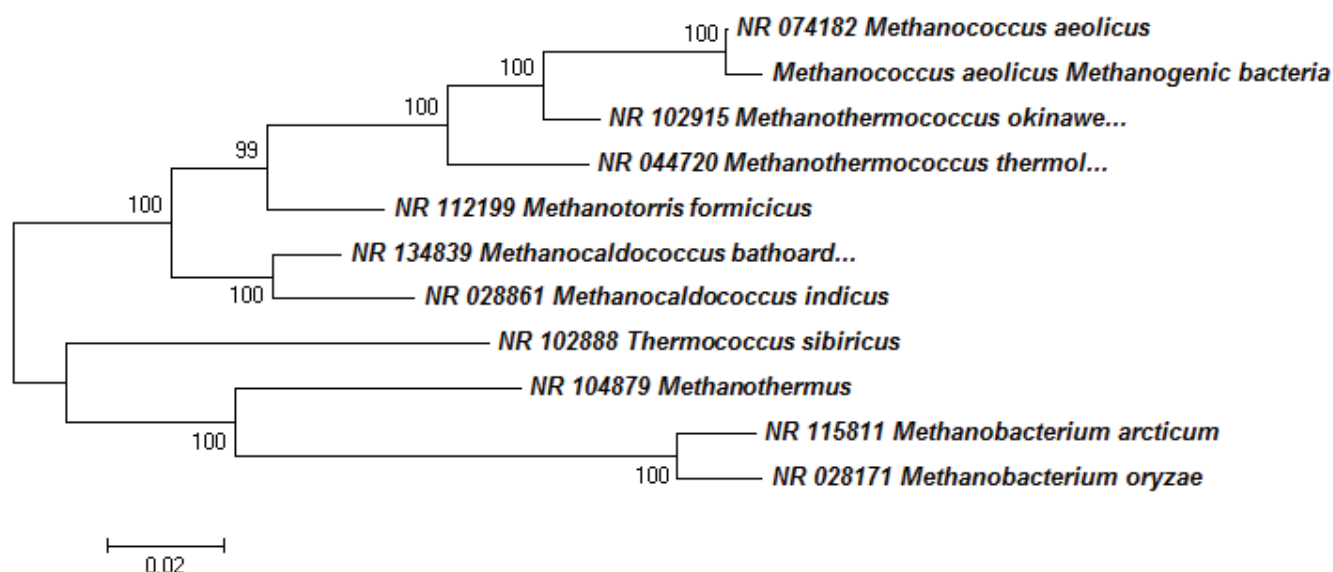 100 NR 074182 Methanococcus aeolicus
Methanococcus aeolicus Methanogenic bacteria
100
NR 102915 Methanothermococcus okinawe...
100
NR 044720 Methanothermococcus thermol...
99
NR 112199 Methanotorris formicicus
100
NR 134839 Methanocaldococcus bathoard...
100 NR 028861 Methanocaldococcus indicus
NR 102888 Thermococcus sibiricus
NR 104879 Methanothermus
100
NR 115811 Methanobacterium arcticum
100 NR 028171 Methanobacterium oryzae
0.02